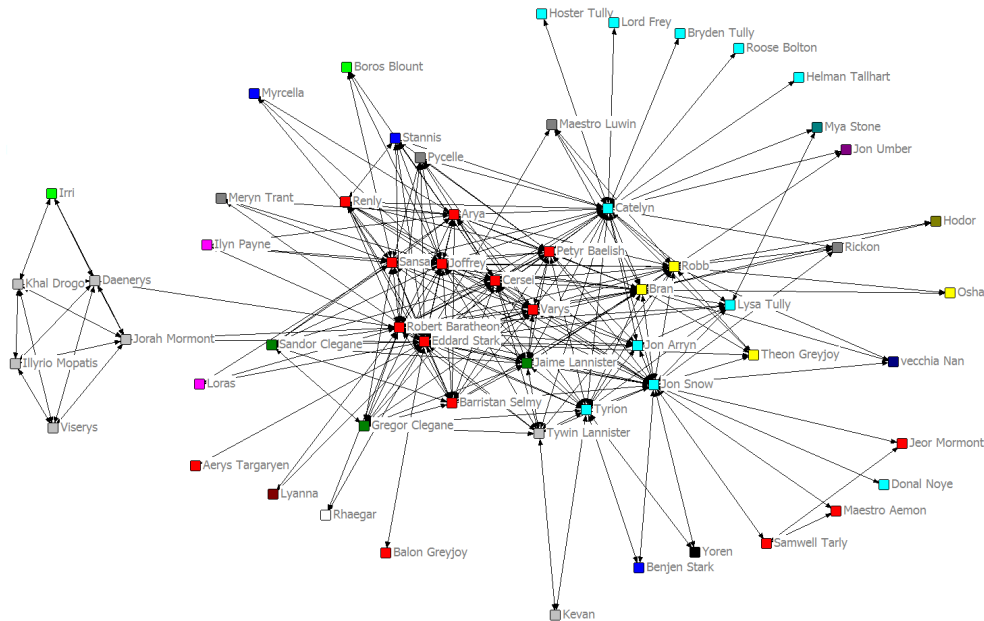 Hoster Tully
Lord Frey
Bryden Tully
Roose Bolton
Boros Blount
Helman Tallhart
Myrcella
Maestro Luwin
Mya Stone
Stannis
Jon Umber
Pycelle
Irri
Meryn Trant
Renly
Catelyn
Arya
Hodor
Ilyn Payne
Rickon
Petyr Baelish
Sansa
Joffrey
Robb
Khal Drogo
Daenerys
Cersei
Bran
Osha
Lysa Tully
Varys
Robert Baratheon
Jorah Mormont
Eddard Stark
Sandor Clegane
Jon Arryn
Theon Greyjoy
Illyrio Mopatis
Jaime Lannister
vecchia Nan
Loras
Jon Snow
Barristan Selmy
Tyrion
Viserys
Gregor Clegane
Tywin Lannister
Jeor Mormont
Aerys Targaryen
Donal Noye
Lyanna
Rhaegar
Maestro Aemon
Samwell Tarly
Balon Greyjoy
Yoren
Benjen Stark
Kevan